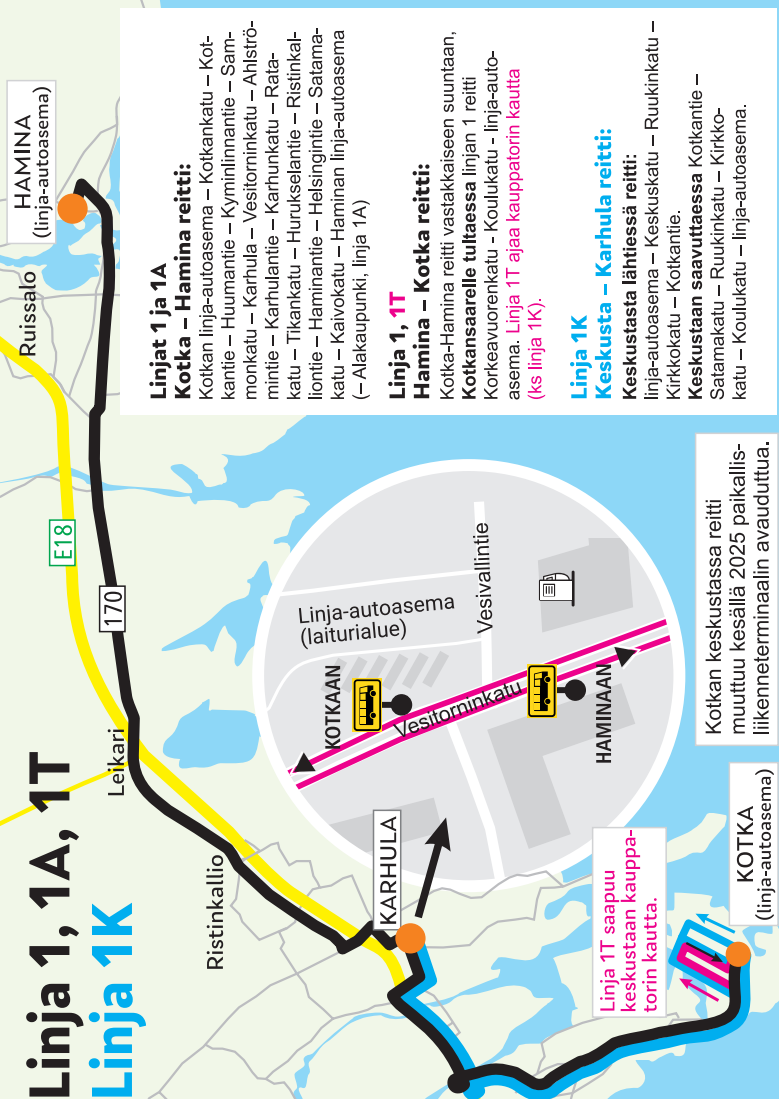 Linja 1, 1A, 1T
Linja 1K
HAMINA
(linja-autoasema)
Ruissalo
E18
170
Leikari
Ristinkallio
KARHULA
Linja-autoasema
(laiturialue)
Vesivallintie
KOTKAAN
Vesitorninkatu
HAMINAAN
Linja 1T saapuu
keskustaan kauppa-
torin kautta.
KOTKA
(linja-autoasema)
Linjat 1 ja 1A
Kotka – Hamina reitti:
Kotkan linja-autoasema – Kotkankatu – Kot-
kantie – Huumantie – Kyminlinnantie – Sam-
monkatu – Karhula – Vesitorninkatu – Ahlströ-
mintie – Karhulantie – Karhunkatu – Rata-
katu – Tikankatu – Hurukselantie – Ristinkal-
liontie – Haminantie – Helsingintie – Satama-
katu – Kaivokatu – Haminan linja-autoasema
(– Alakaupunki, linja 1A)
Linja 1, 1T
Hamina – Kotka reitti:
Kotka-Hamina reitti vastakkaiseen suuntaan,
Kotkansaarelle tultaessa linjan 1 reitti
Korkeavuorenkatu - Koulukatu - linja-auto-
asema. Linja 1T ajaa kauppatorin kautta
(ks linja 1K).
Linja 1K
Keskusta – Karhula reitti:
Keskustasta lähtiessä reitti:
linja-autoasema – Keskuskatu – Ruukinkatu –
Kirkkokatu – Kotkantie.
Keskustaan saavuttaessa Kotkantie –
Satamakatu – Ruukinkatu – Kirkko-
katu – Koulukatu – linja-autoasema.
Kotkan keskustassa reitti
muuttuu kesällä 2025 paikallis-
liikenneterminaalin avauduttua.